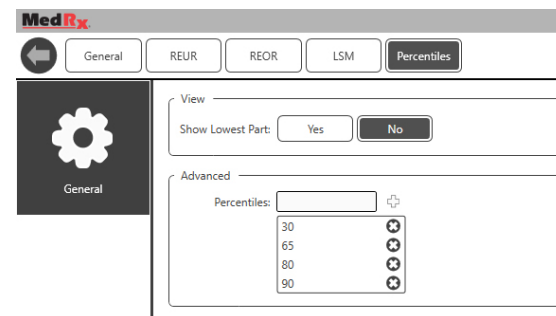 MedRx
General REUR REOR LSM Percentiles
General
View
Show Lowest Part: Yes No
Advanced
Percentiles:
30
65
80
90